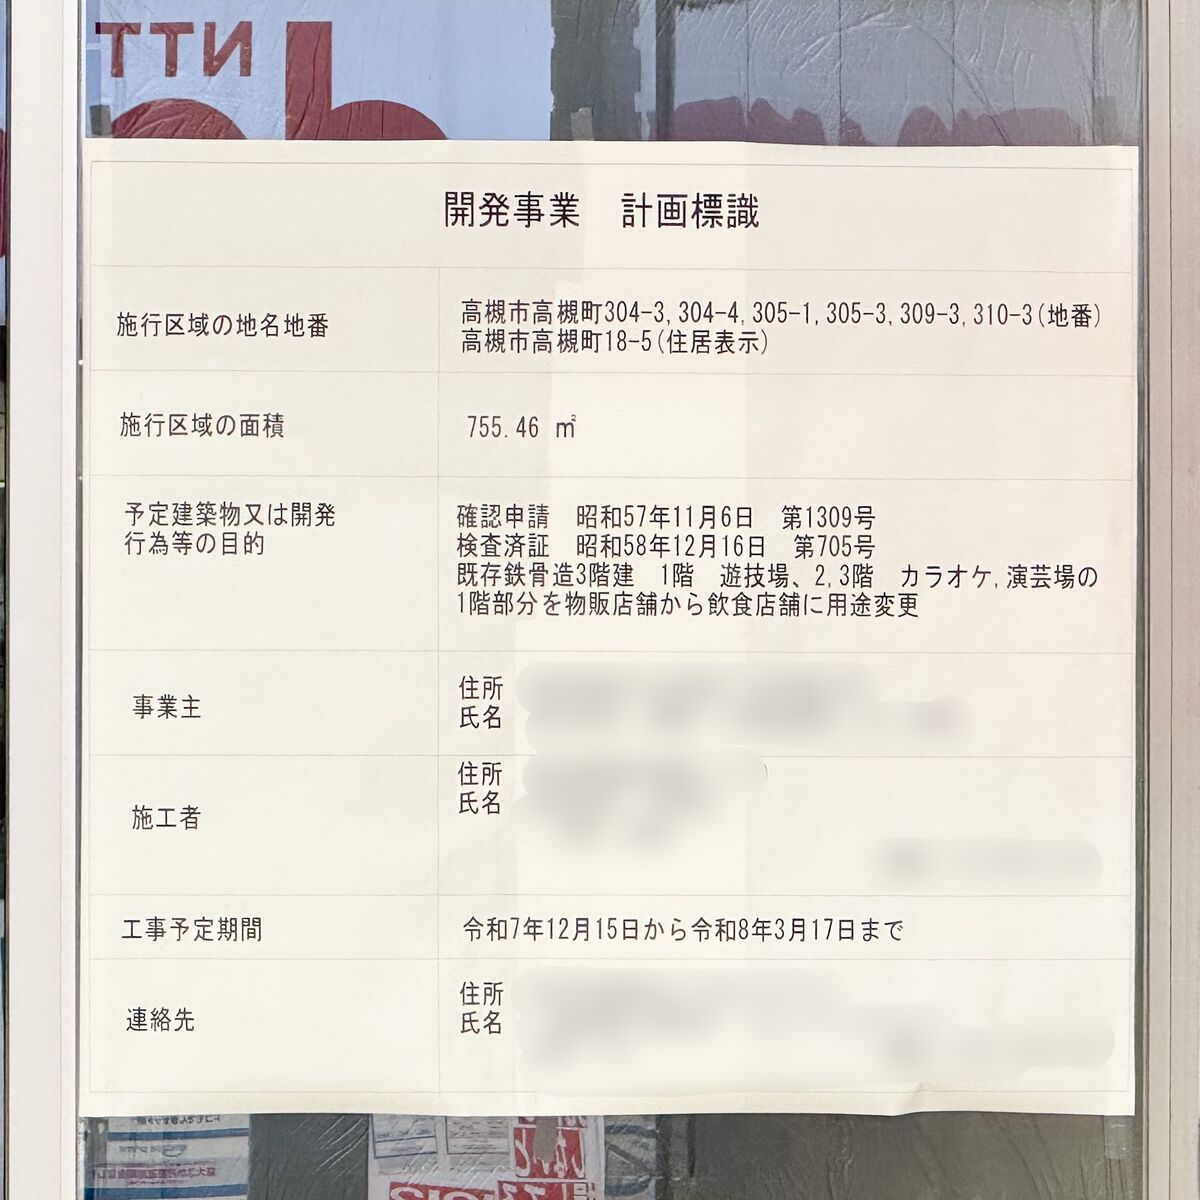 NTT
do
開発事業　計画標識
施行区域の地名地番
高槻市高槻町304-3,304-4,305-1,305-3,309-3,310-3(地番)
高槻市高槻町18-5(住居表示)
施行区域の面積
755.46 ㎡
予定建築物又は開発
行為等の目的
確認申請　昭和57年11月6日　第1309号
検査済証　昭和58年12月16日　第705号
既存鉄骨造3階建　1階　遊技場、2,3階　カラオケ,演芸場の
1階部分を物販店舗から飲食店舗に用途変更
事業主
住所
氏名
施工者
住所
氏名
工事予定期間
令和7年12月15日から令和8年3月17日まで
連絡先
住所
氏名